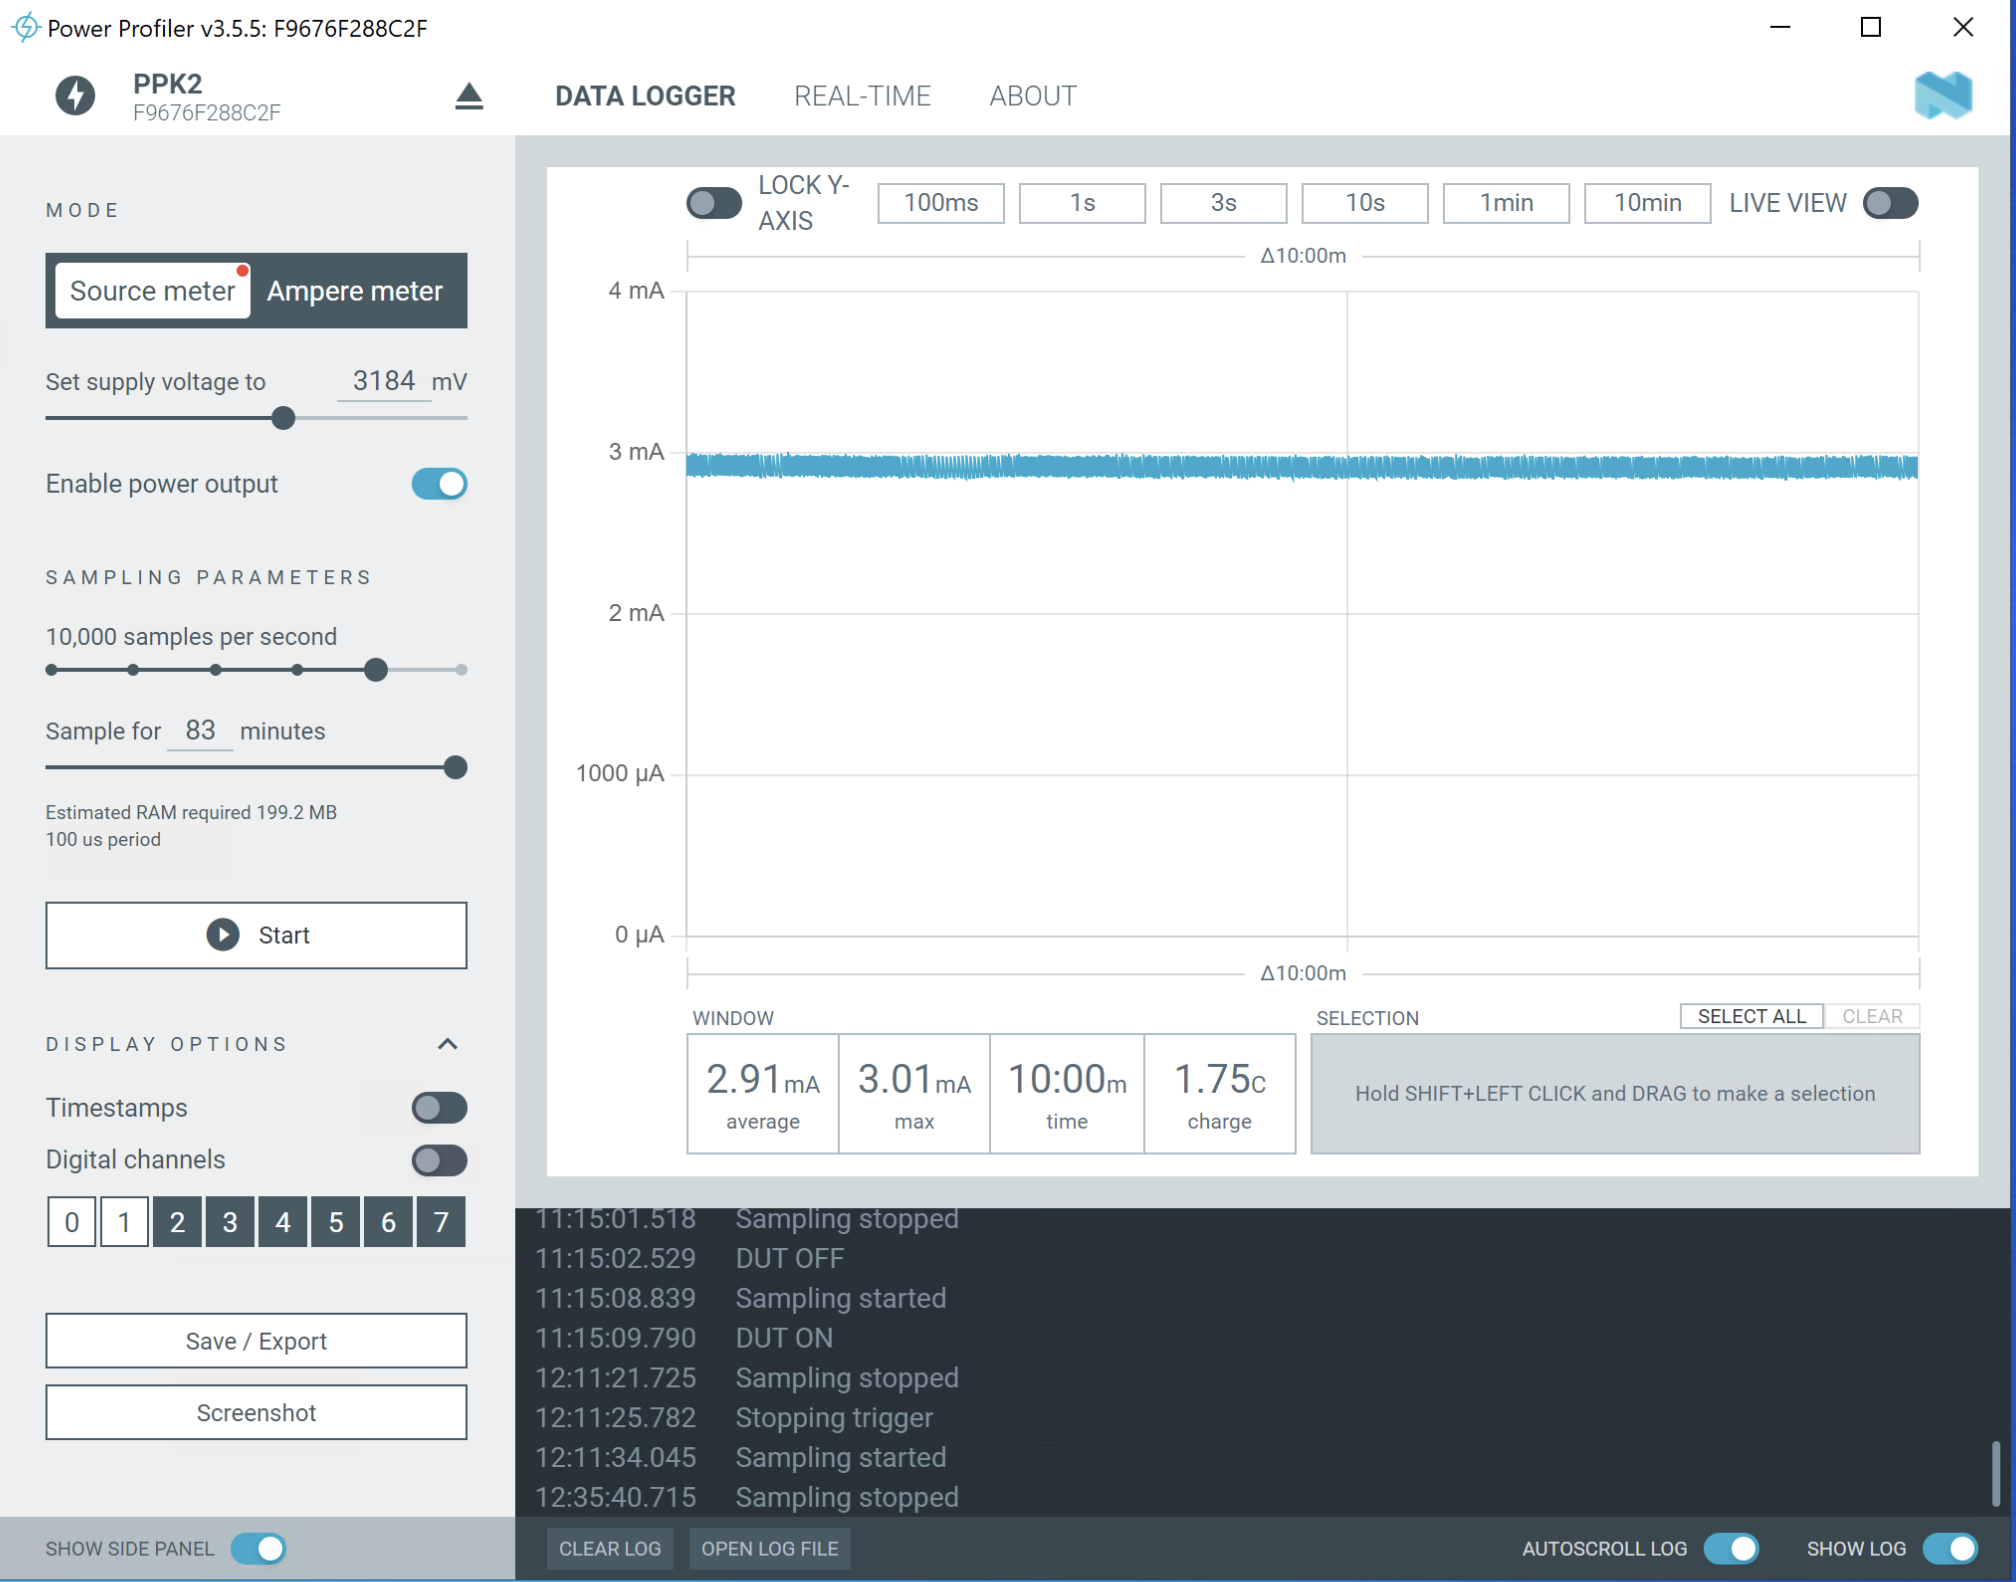 Power Profiler v3.5.5: F9676F288C2F
PPK2
F9676F288C2F
DATA LOGGER
REAL-TIME
ABOUT
MODE
Source meter
Ampere meter
Set supply voltage to 3184 mV
Enable power output
SAMPLING PARAMETERS
10,000 samples per second
Sample for 83 minutes
Estimated RAM required 199.2 MB
100 us period
Start
DISPLAY OPTIONS
Timestamps
Digital channels
0 1 2 3 4 5 6 7
Save / Export
Screenshot
SHOW SIDE PANEL
LOCK Y-
AXIS
100ms
1s
3s
10s
1min
10min
LIVE VIEW
Δ10:00m
4 mA
3 mA
2 mA
1000 µA
0 µA
Δ10:00m
WINDOW
2.91mA
average
3.01mA
max
10:00m
time
1.75C
charge
SELECTION
SELECT ALL
CLEAR
Hold SHIFT+LEFT CLICK and DRAG to make a selection
11:15:01.518 Sampling stopped
11:15:02.529 DUT OFF
11:15:08.839 Sampling started
11:15:09.790 DUT ON
12:11:21.725 Sampling stopped
12:11:25.782 Stopping trigger
12:11:34.045 Sampling started
12:35:40.715 Sampling stopped
CLEAR LOG
OPEN LOG FILE
AUTOSCROLL LOG
SHOW LOG